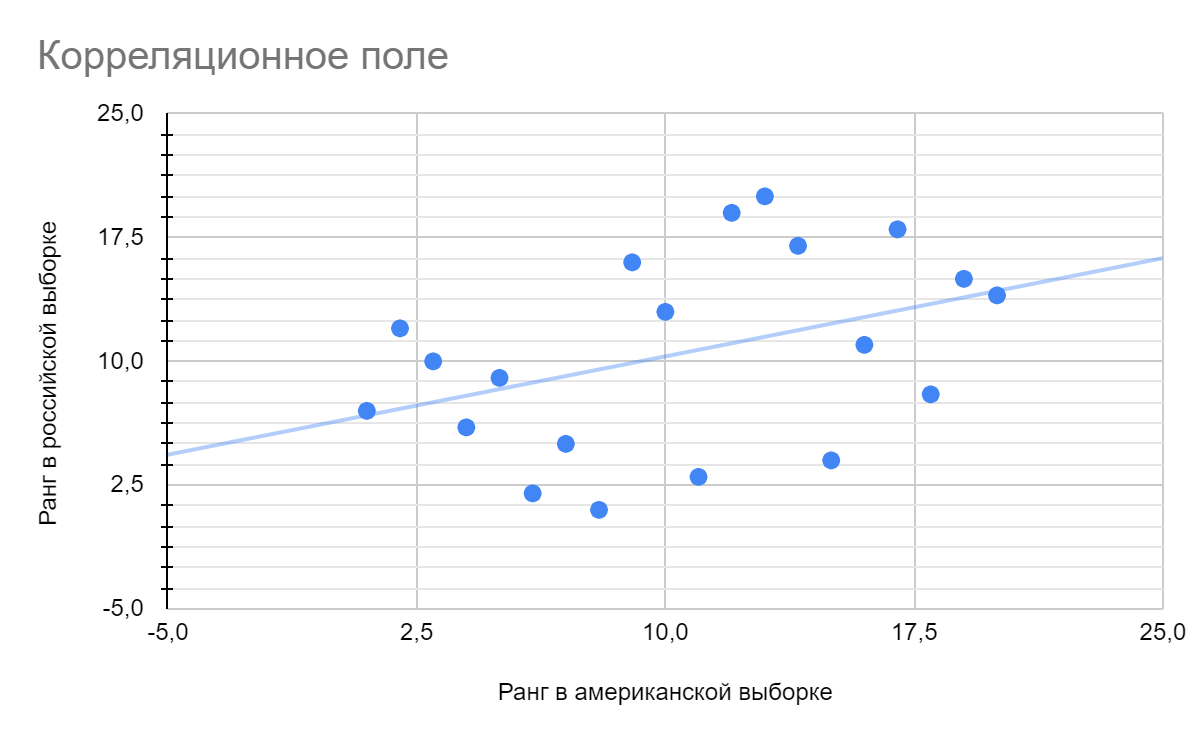 Корреляционное поле
25,0
17,5
10,0
2,5
-5,0
-5,0 2,5 10,0 17,5 25,0
Ранг в российской выборке
Ранг в американской выборке